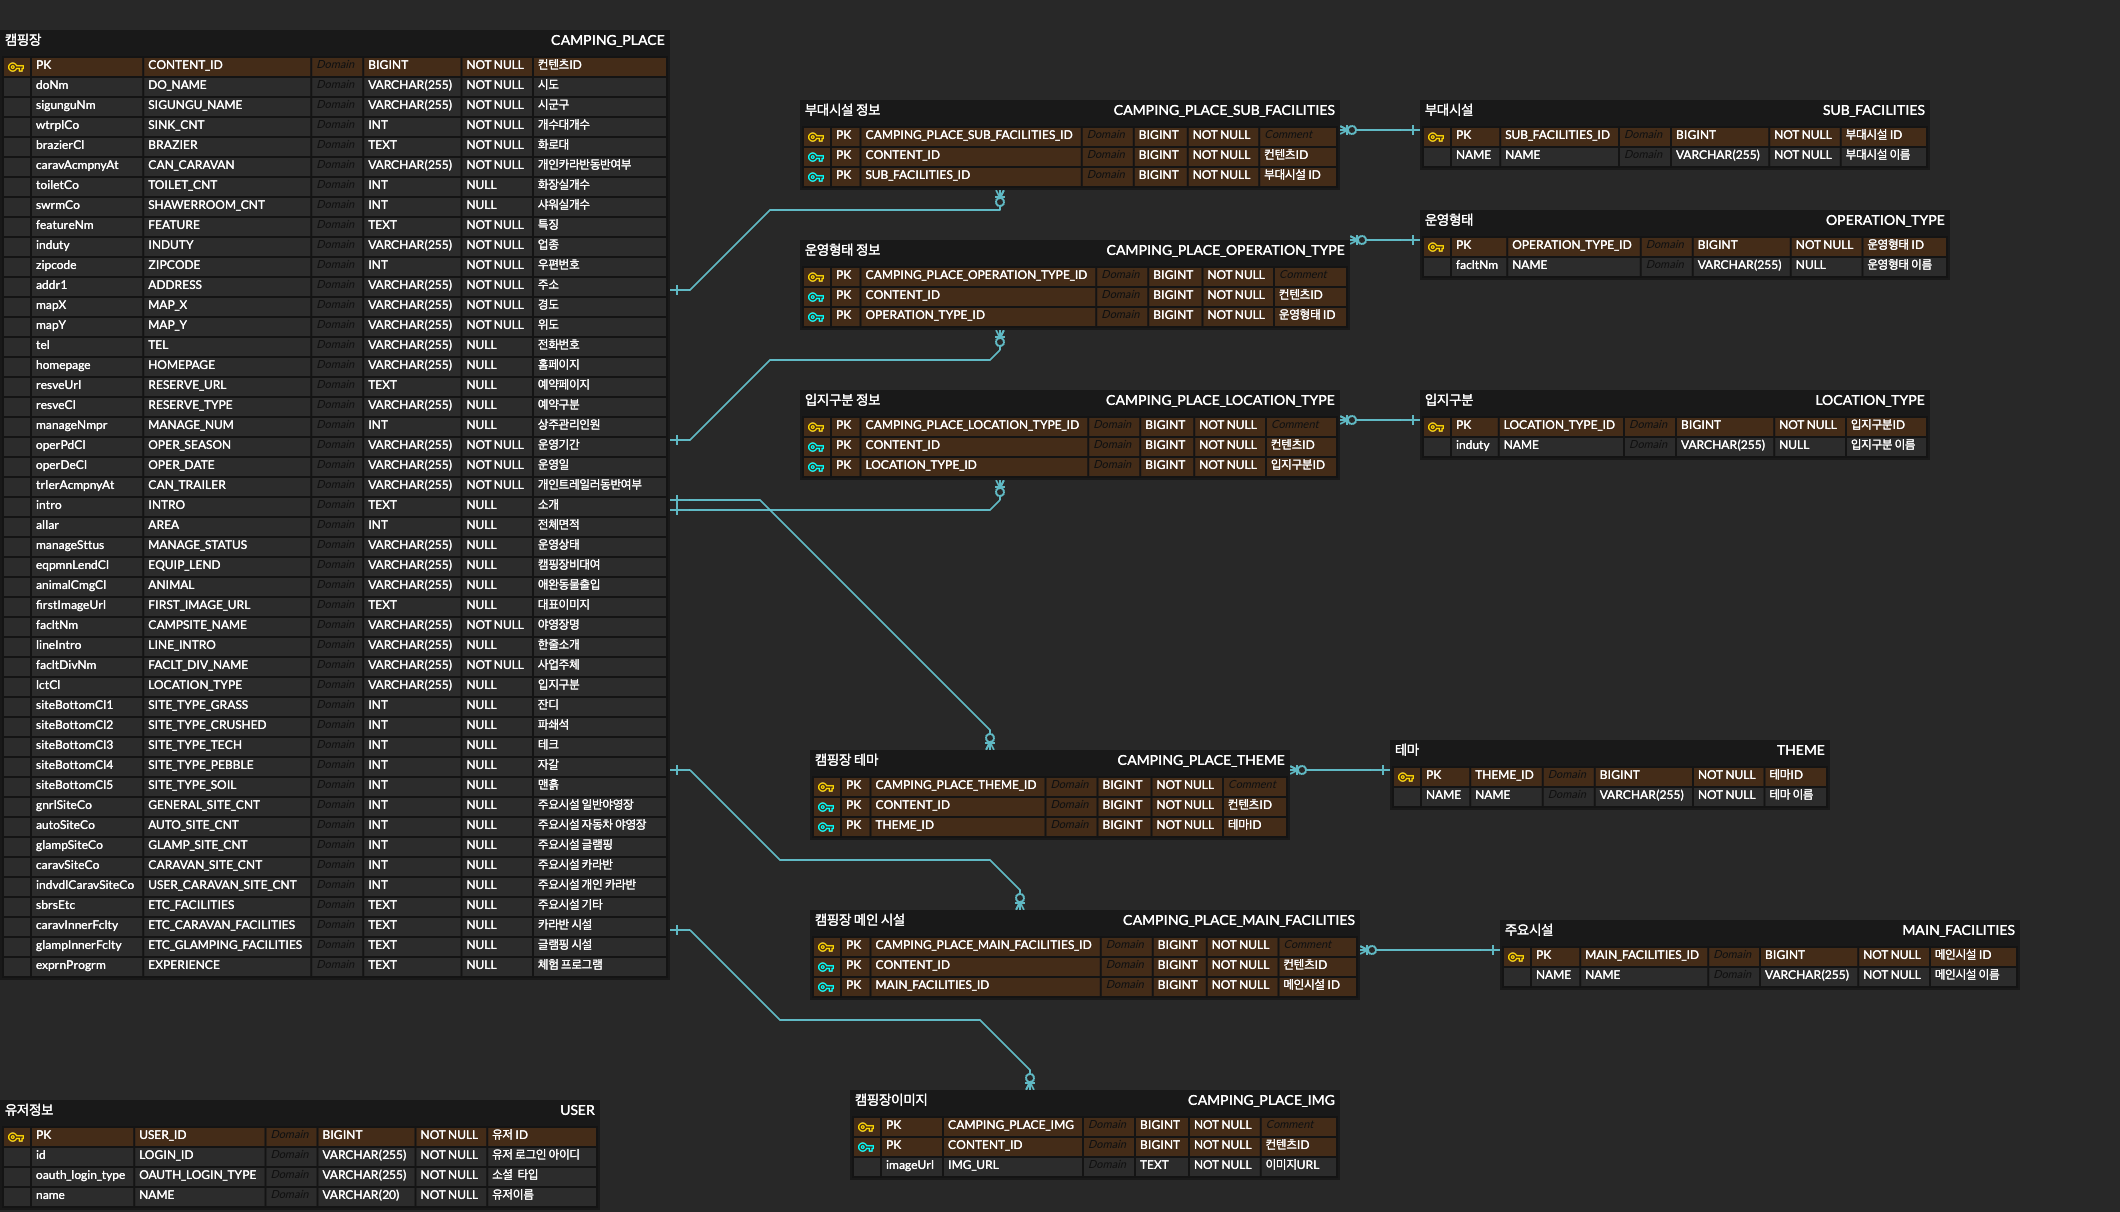 캠핑장 CAMPING_PLACE
PK CONTENT_ID Domain BIGINT NOT NULL 컨텐츠ID
doNm DO_NAME Domain VARCHAR(255) NOT NULL 시도
sigunguNm SIGUNGU_NAME Domain VARCHAR(255) NOT NULL 시군구
wtrplCo SINK_CNT Domain INT NOT NULL 개수대개수
brazierCl BRAZIER Domain TEXT NOT NULL 화로대
caravAcmpnyAt CAN_CARAVAN Domain VARCHAR(255) NOT NULL 개인카라반동반여부
toiletCo TOILET_CNT Domain INT NULL 화장실개수
swrmCo SHAWERROOM_CNT Domain INT NULL 샤워실개수
featureNm FEATURE Domain TEXT NOT NULL 특징
induty INDUTY Domain VARCHAR(255) NOT NULL 업종
zipcode ZIPCODE Domain INT NOT NULL 우편번호
addr1 ADDRESS Domain VARCHAR(255) NOT NULL 주소
mapX MAP_X Domain VARCHAR(255) NOT NULL 경도
mapY MAP_Y Domain VARCHAR(255) NOT NULL 위도
tel TEL Domain VARCHAR(255) NULL 전화번호
homepage HOMEPAGE Domain VARCHAR(255) NULL 홈페이지
resveUrl RESERVE_URL Domain TEXT NULL 예약페이지
resveCl RESERVE_TYPE Domain VARCHAR(255) NULL 예약구분
manageNmpr MANAGE_NUM Domain INT NULL 상주관리인원
operPdCl OPER_SEASON Domain VARCHAR(255) NOT NULL 운영기간
operDeCl OPER_DATE Domain VARCHAR(255) NOT NULL 운영일
trlerAcmpnyAt CAN_TRAILER Domain VARCHAR(255) NOT NULL 개인트레일러동반여부
intro INTRO Domain TEXT NULL 소개
allar AREA Domain INT NULL 전체면적
manageSttus MANAGE_STATUS Domain VARCHAR(255) NULL 운영상태
eqpmnLendCl EQUIP_LEND Domain VARCHAR(255) NULL 캠핑장비대여
animalCmgCl ANIMAL Domain VARCHAR(255) NULL 애완동물출입
firstImageUrl FIRST_IMAGE_URL Domain TEXT NULL 대표이미지
facltNm CAMPSITE_NAME Domain VARCHAR(255) NOT NULL 야영장명
lineIntro LINE_INTRO Domain VARCHAR(255) NULL 한줄소개
facltDivNm FACLT_DIV_NAME Domain VARCHAR(255) NOT NULL 사업주체
lctCl LOCATION_TYPE Domain VARCHAR(255) NULL 입지구분
siteBottomCl1 SITE_TYPE_GRASS Domain INT NULL 잔디
siteBottomCl2 SITE_TYPE_CRUSHED Domain INT NULL 파쇄석
siteBottomCl3 SITE_TYPE_TECH Domain INT NULL 테크
siteBottomCl4 SITE_TYPE_PEBBLE Domain INT NULL 자갈
siteBottomCl5 SITE_TYPE_SOIL Domain INT NULL 맨흙
gnrlSiteCo GENERAL_SITE_CNT Domain INT NULL 주요시설 일반야영장
autoSiteCo AUTO_SITE_CNT Domain INT NULL 주요시설 자동차 야영장
glampSiteCo GLAMP_SITE_CNT Domain INT NULL 주요시설 글램핑
caravSiteCo CARAVAN_SITE_CNT Domain INT NULL 주요시설 카라반
indvdlCaravSiteCo USER_CARAVAN_SITE_CNT Domain INT NULL 주요시설 개인 카라반
sbrsEtc ETC_FACILITIES Domain TEXT NULL 주요시설 기타
caravInnerFclty ETC_CARAVAN_FACILITIES Domain TEXT NULL 카라반 시설
glampInnerFclty ETC_GLAMPING_FACILITIES Domain TEXT NULL 글램핑 시설
exprnProgrm EXPERIENCE Domain TEXT NULL 체험 프로그램
부대시설 정보 CAMPING_PLACE_SUB_FACILITIES
PK CAMPING_PLACE_SUB_FACILITIES_ID Domain BIGINT NOT NULL Comment
PK CONTENT_ID Domain BIGINT NOT NULL 컨텐츠ID
PK SUB_FACILITIES_ID Domain BIGINT NOT NULL 부대시설 ID
부대시설 SUB_FACILITIES
PK SUB_FACILITIES_ID Domain BIGINT NOT NULL 부대시설 ID
NAME NAME Domain VARCHAR(255) NOT NULL 부대시설 이름
운영형태 정보 CAMPING_PLACE_OPERATION_TYPE
PK CAMPING_PLACE_OPERATION_TYPE_ID Domain BIGINT NOT NULL Comment
PK CONTENT_ID Domain BIGINT NOT NULL 컨텐츠ID
PK OPERATION_TYPE_ID Domain BIGINT NOT NULL 운영형태 ID
운영형태 OPERATION_TYPE
PK OPERATION_TYPE_ID Domain BIGINT NOT NULL 운영형태 ID
facltNm NAME Domain VARCHAR(255) NULL 운영형태 이름
입지구분 정보 CAMPING_PLACE_LOCATION_TYPE
PK CAMPING_PLACE_LOCATION_TYPE_ID Domain BIGINT NOT NULL Comment
PK CONTENT_ID Domain BIGINT NOT NULL 컨텐츠ID
PK LOCATION_TYPE_ID Domain BIGINT NOT NULL 입지구분ID
입지구분 LOCATION_TYPE
PK LOCATION_TYPE_ID Domain BIGINT NOT NULL 입지구분ID
induty NAME Domain VARCHAR(255) NULL 입지구분 이름
캠핑장 테마 CAMPING_PLACE_THEME
PK CAMPING_PLACE_THEME_ID Domain BIGINT NOT NULL Comment
PK CONTENT_ID Domain BIGINT NOT NULL 컨텐츠ID
PK THEME_ID Domain BIGINT NOT NULL 테마ID
테마 THEME
PK THEME_ID Domain BIGINT NOT NULL 테마ID
NAME NAME Domain VARCHAR(255) NOT NULL 테마 이름
캠핑장 메인 시설 CAMPING_PLACE_MAIN_FACILITIES
PK CAMPING_PLACE_MAIN_FACILITIES_ID Domain BIGINT NOT NULL Comment
PK CONTENT_ID Domain BIGINT NOT NULL 컨텐츠ID
PK MAIN_FACILITIES_ID Domain BIGINT NOT NULL 메인시설 ID
주요시설 MAIN_FACILITIES
PK MAIN_FACILITIES_ID Domain BIGINT NOT NULL 메인시설 ID
NAME NAME Domain VARCHAR(255) NOT NULL 메인시설 이름
캠핑장이미지 CAMPING_PLACE_IMG
PK CAMPING_PLACE_IMG Domain BIGINT NOT NULL Comment
PK CONTENT_ID Domain BIGINT NOT NULL 컨텐츠ID
imageUrl IMG_URL Domain TEXT NOT NULL 이미지URL
유저정보 USER
PK USER_ID Domain BIGINT NOT NULL 유저 ID
id LOGIN_ID Domain VARCHAR(255) NOT NULL 유저 로그인 아이디
oauth_login_type OAUTH_LOGIN_TYPE Domain VARCHAR(255) NOT NULL 소셜 타입
name NAME Domain VARCHAR(20) NOT NULL 유저이름